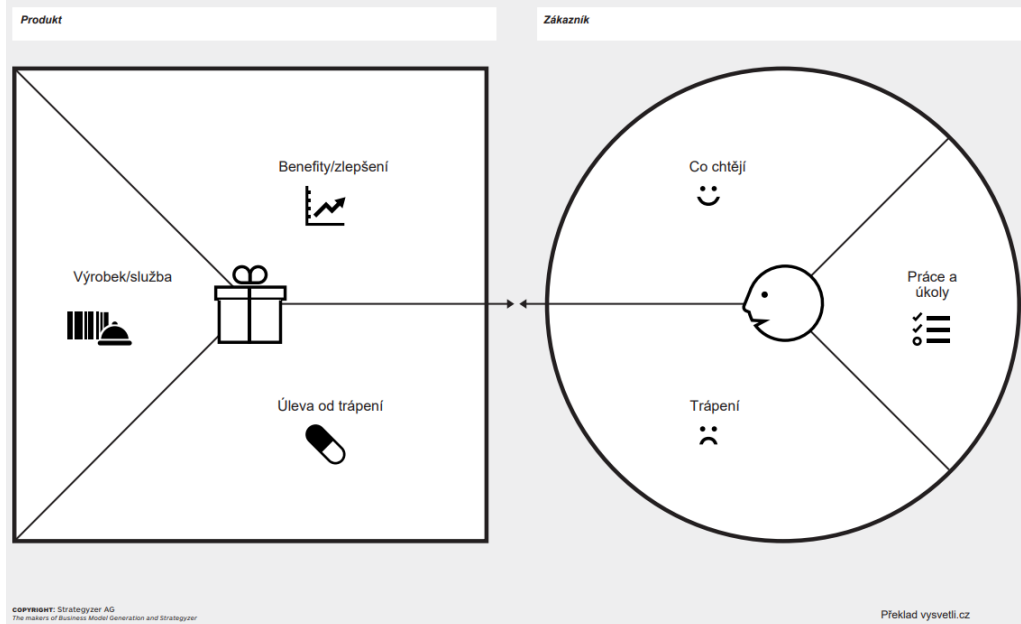 Produkt
Zákazník
Benefity/zlepšení
Co chtějí
Výrobek/služba
Práce a
úkoly
Úleva od trápení
Trápení
COPYRIGHT: Strategyzer AG
The makers of Business Model Generation and Strategyzer
Překlad vysvetli.cz